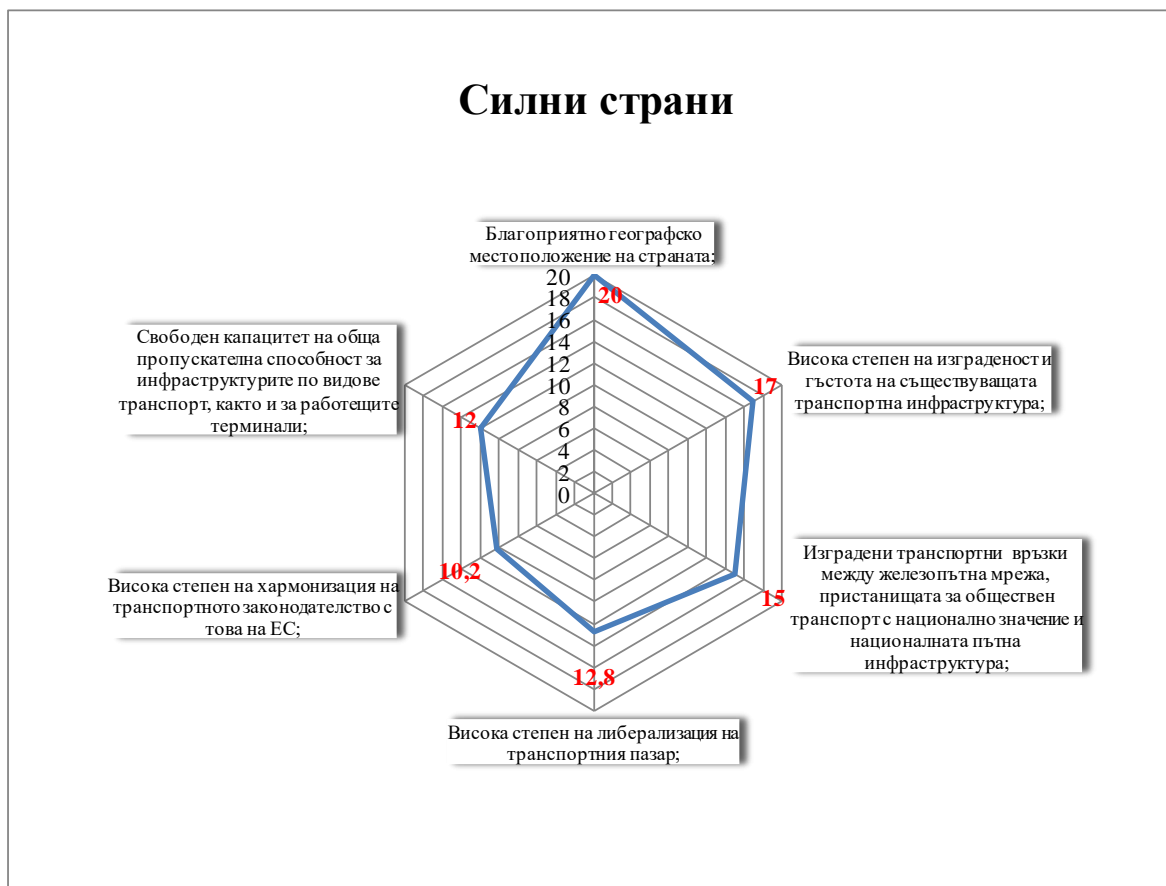 Силни страни
Благоприятно географско
местоположение на страната;
20
18
16
14
12
10
8
6
4
2
0
20
Висока степен на изграденост и
гъстота на съществуващата
транспортна инфраструктура;
17
Изградени транспортни връзки
между железопътна мрежа,
пристанищата за обществен
транспорт с национално значение и
националната пътна
инфраструктура;
15
12,8
Висока степен на либерализация на
транспортния пазар;
10,2
Висока степен на хармонизация на
транспортното законодателство с
това на ЕС;
12
Свободен капацитет на обща
пропускателна способност за
инфраструктурите по видове
транспорт, както и за работещите
терминали;